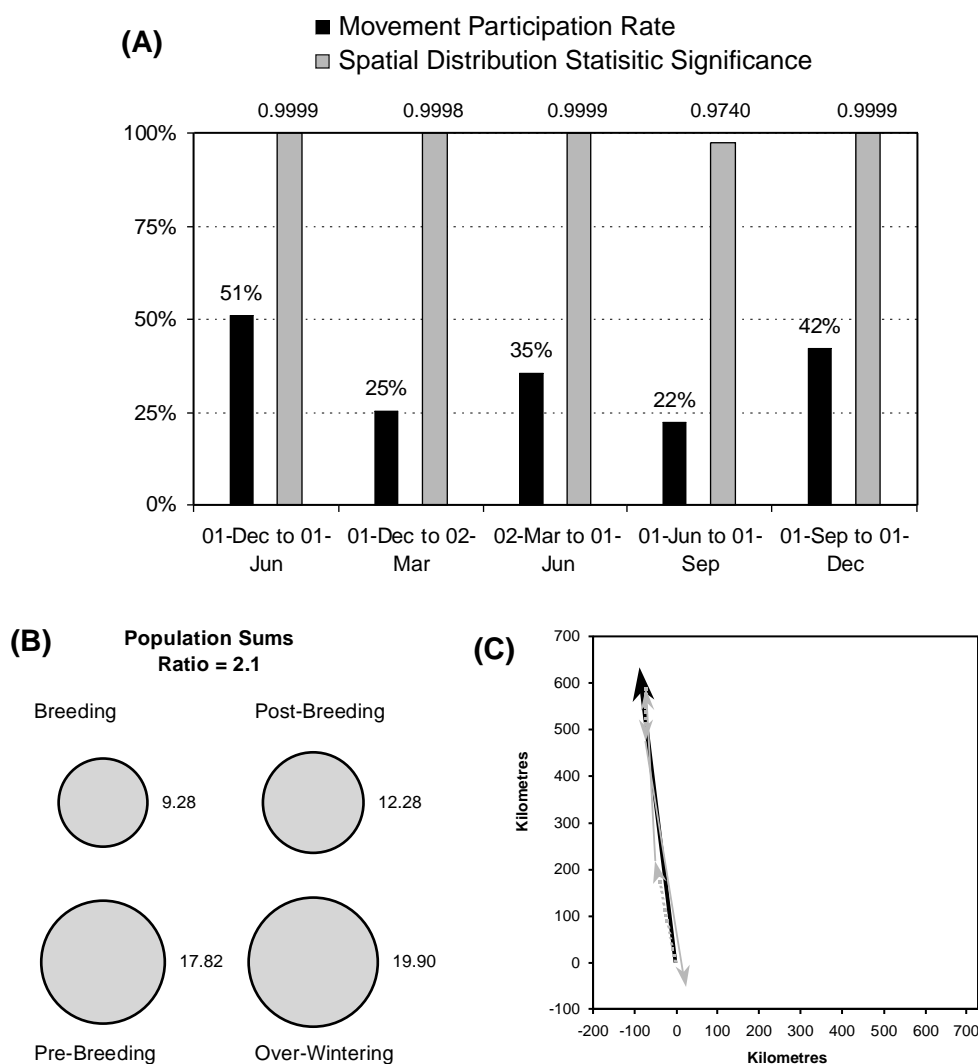 (A)
Movement Participation Rate
Spatial Distribution Statisitic Significance
0.9999 0.9998 0.9999 0.9740 0.9999
100%
75%
50%
25%
0%
51% 25% 35% 22% 42%
01-Dec to 01- 01-Dec to 02- 02-Mar to 01- 01-Jun to 01- 01-Sep to 01-
Jun Mar Jun Sep Dec
(B)
Population Sums
Ratio = 2.1
Breeding Post-Breeding
9.28 12.28
17.82 19.90
Pre-Breeding Over-Wintering
(C)
Kilometres
700
600
500
400
300
200
100
0
-100
-200 -100 0 100 200 300 400 500 600 700
Kilometres